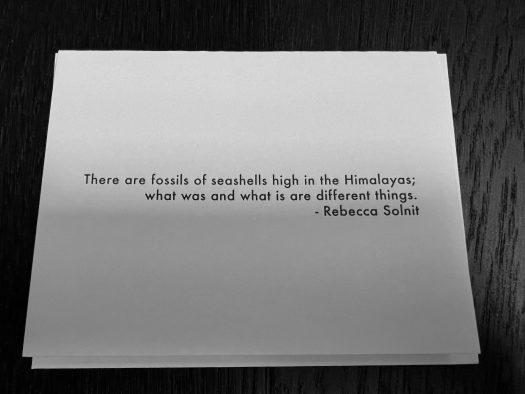 There are fossils of seashells high in the Himalayas;
what was and what is are different things.
- Rebecca Solnit